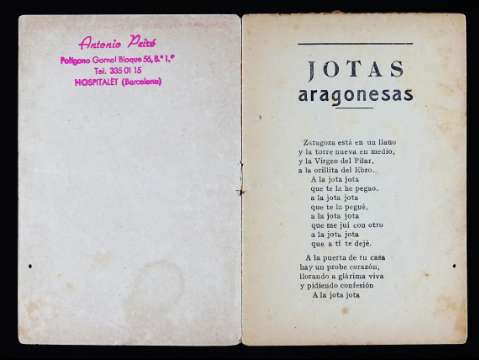 Antonio Peiró
Polígono Gornal Bloque 56, B.º 1.º
Tel. 335 01 15
HOSPITALET (Barcelona)
JOTAS
aragonesas
Zaragoza está en un llano
y la torre nueva en medio,
y la Virgen del Pilar,
a la orillita del Ebro..
A la jota jota
que te la he pegao.
a la jota jota
que te la pegué,
a la jota jota
que me juí con otro
a la jota jota
que a tí te dejé.
A la puerta de tu casa
hay un probe corazón,
llorando a glárima viva
y pidiendo confesión
A la jota jota